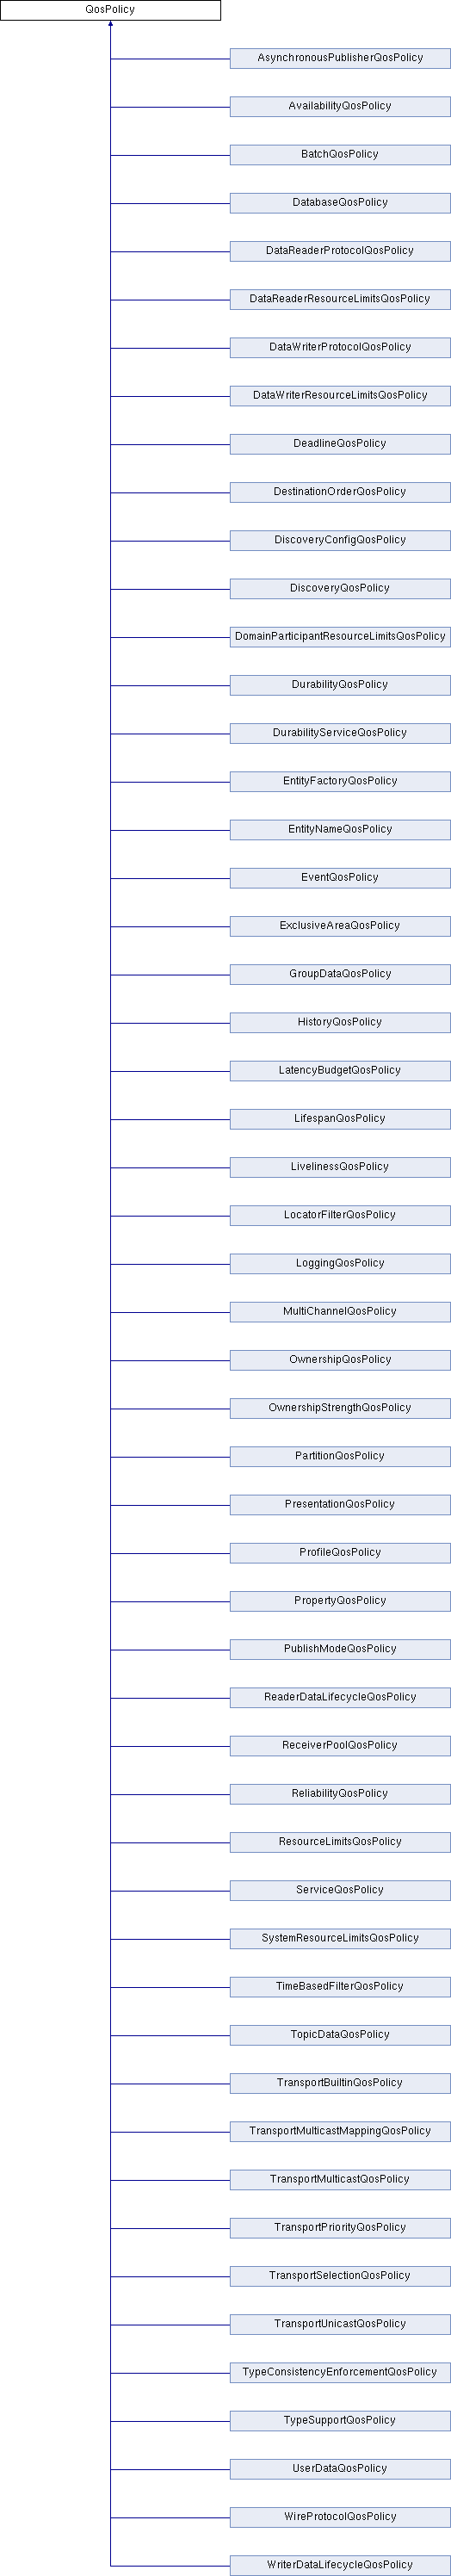 QosPolicy
AsynchronousPublisherQosPolicy
AvailabilityQosPolicy
BatchQosPolicy
DatabaseQosPolicy
DataReaderProtocolQosPolicy
DataReaderResourceLimitsQosPolicy
DataWriterProtocolQosPolicy
DataWriterResourceLimitsQosPolicy
DeadlineQosPolicy
DestinationOrderQosPolicy
DiscoveryConfigQosPolicy
DiscoveryQosPolicy
DomainParticipantResourceLimitsQosPolicy
DurabilityQosPolicy
DurabilityServiceQosPolicy
EntityFactoryQosPolicy
EntityNameQosPolicy
EventQosPolicy
ExclusiveAreaQosPolicy
GroupDataQosPolicy
HistoryQosPolicy
LatencyBudgetQosPolicy
LifespanQosPolicy
LivelinessQosPolicy
LocatorFilterQosPolicy
LoggingQosPolicy
MultiChannelQosPolicy
OwnershipQosPolicy
OwnershipStrengthQosPolicy
PartitionQosPolicy
PresentationQosPolicy
ProfileQosPolicy
PropertyQosPolicy
PublishModeQosPolicy
ReaderDataLifecycleQosPolicy
ReceiverPoolQosPolicy
ReliabilityQosPolicy
ResourceLimitsQosPolicy
ServiceQosPolicy
SystemResourceLimitsQosPolicy
TimeBasedFilterQosPolicy
TopicDataQosPolicy
TransportBuiltinQosPolicy
TransportMulticastMappingQosPolicy
TransportMulticastQosPolicy
TransportPriorityQosPolicy
TransportSelectionQosPolicy
TransportUnicastQosPolicy
TypeConsistencyEnforcementQosPolicy
TypeSupportQosPolicy
UserDataQosPolicy
WireProtocolQosPolicy
WriterDataLifecycleQosPolicy